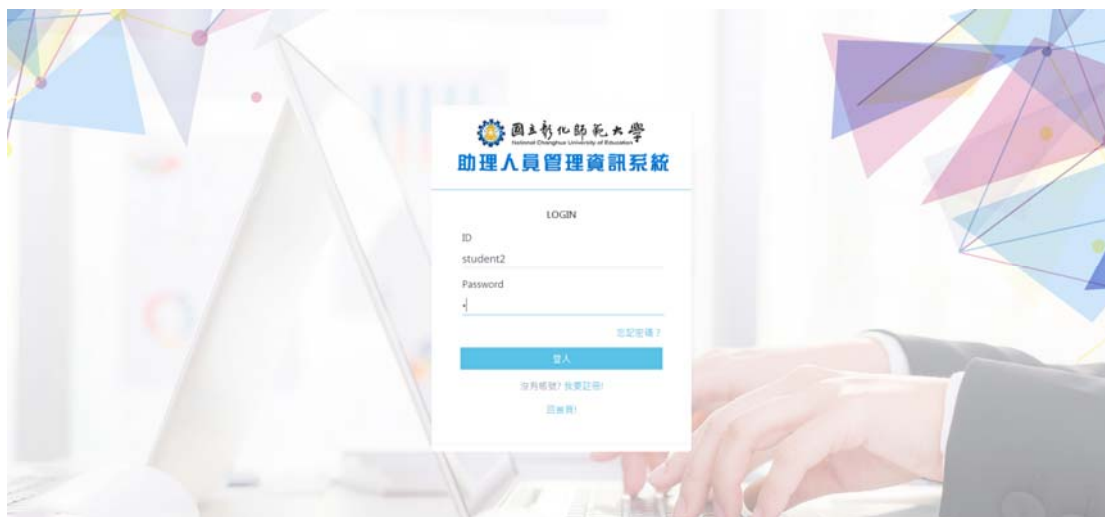 國立彰化師範大學
National Changhua University of Education
助理人員管理資訊系統
LOGIN
ID
student2
Password
忘記密碼？
登入
沒有帳號? 我要註冊!
回首頁!